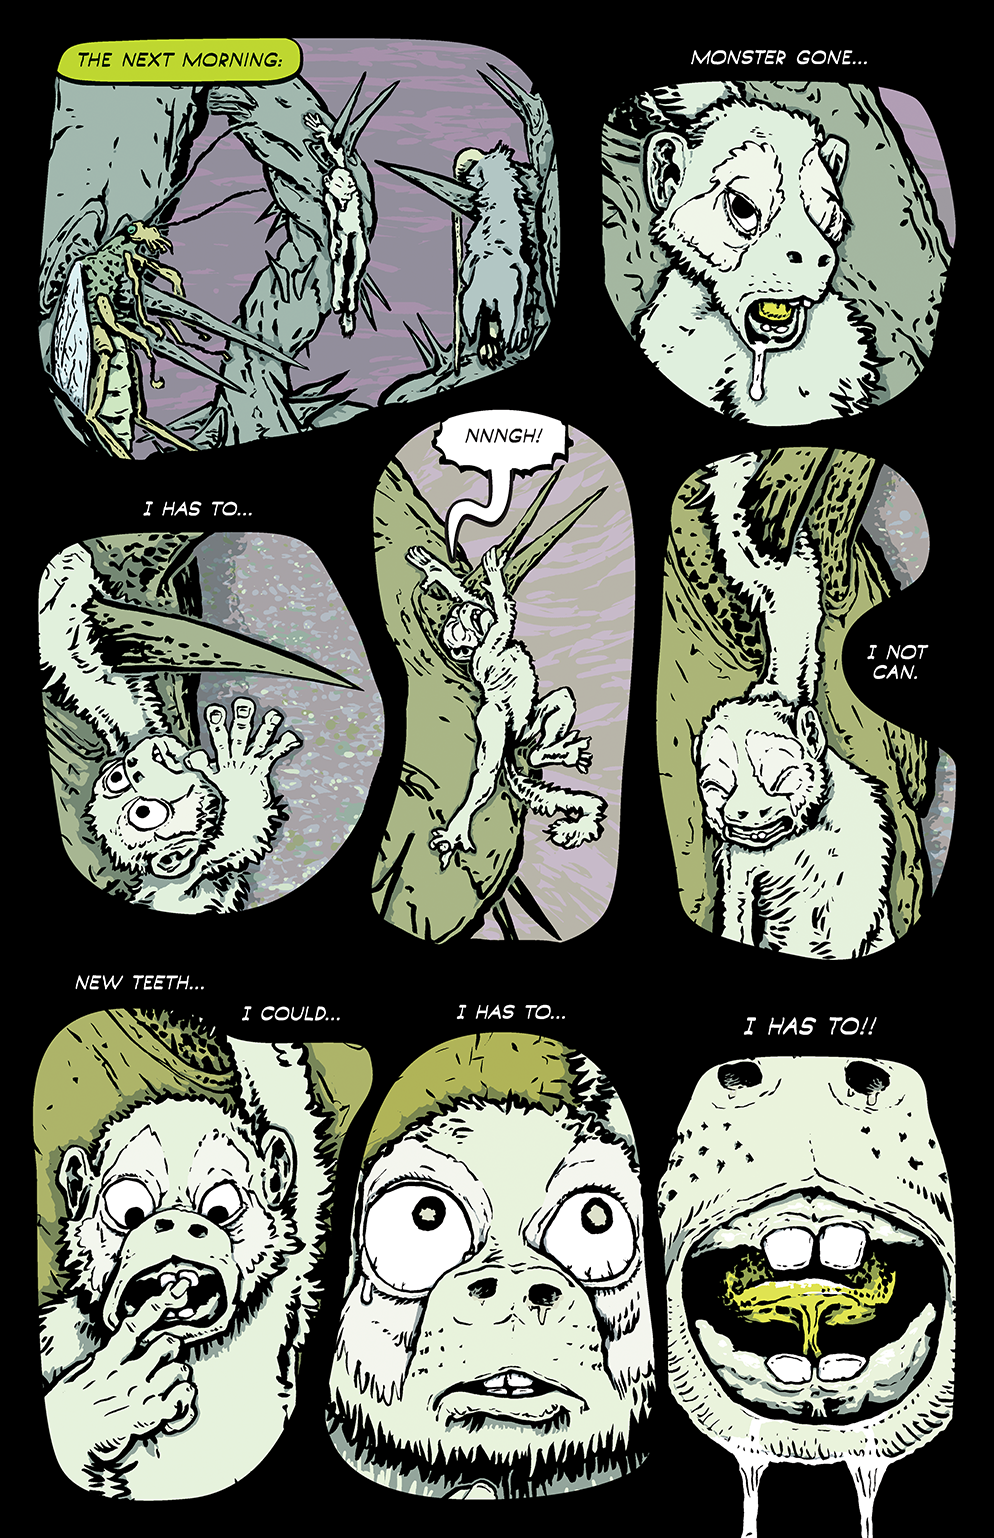 THE NEXT MORNING:
MONSTER GONE...
I HAS TO...
NNNGH!
I NOT
CAN.
NEW TEETH...
I COULD...
I HAS TO...
I HAS TO!!